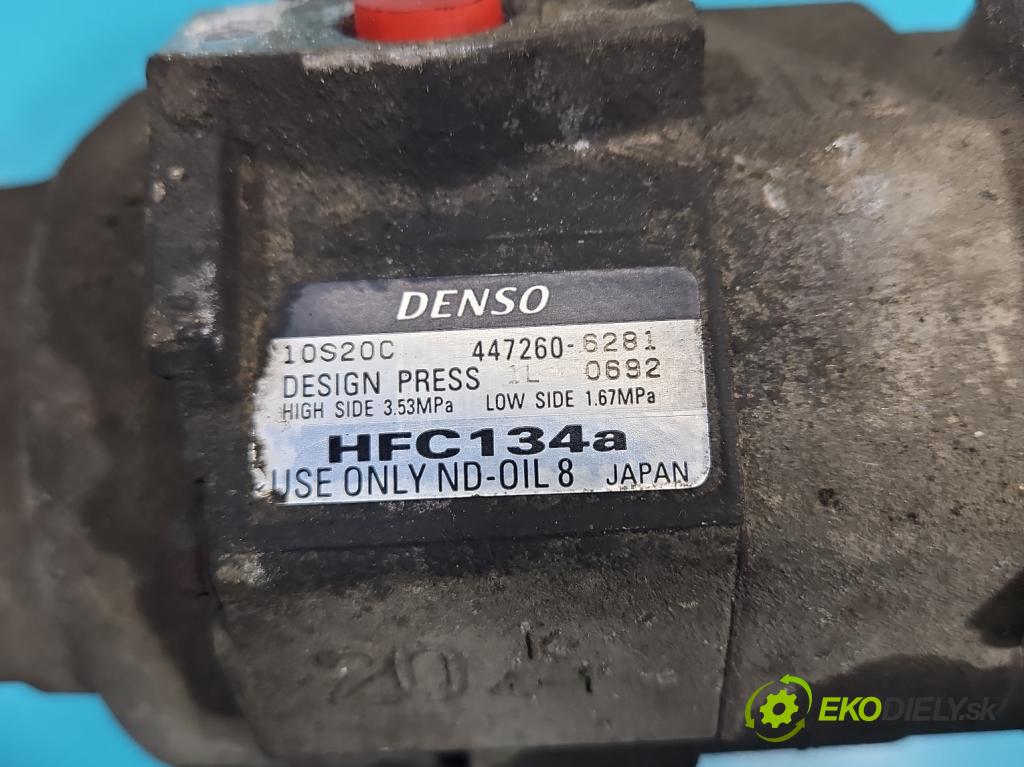 DENSO
10S20C 447260-6281
DESIGN PRESS 1L 0692
HIGH SIDE 3.53MPa LOW SIDE 1.67MPa
HFC134a
USE ONLY ND-OIL 8 JAPAN
20
EKODIELY.sk